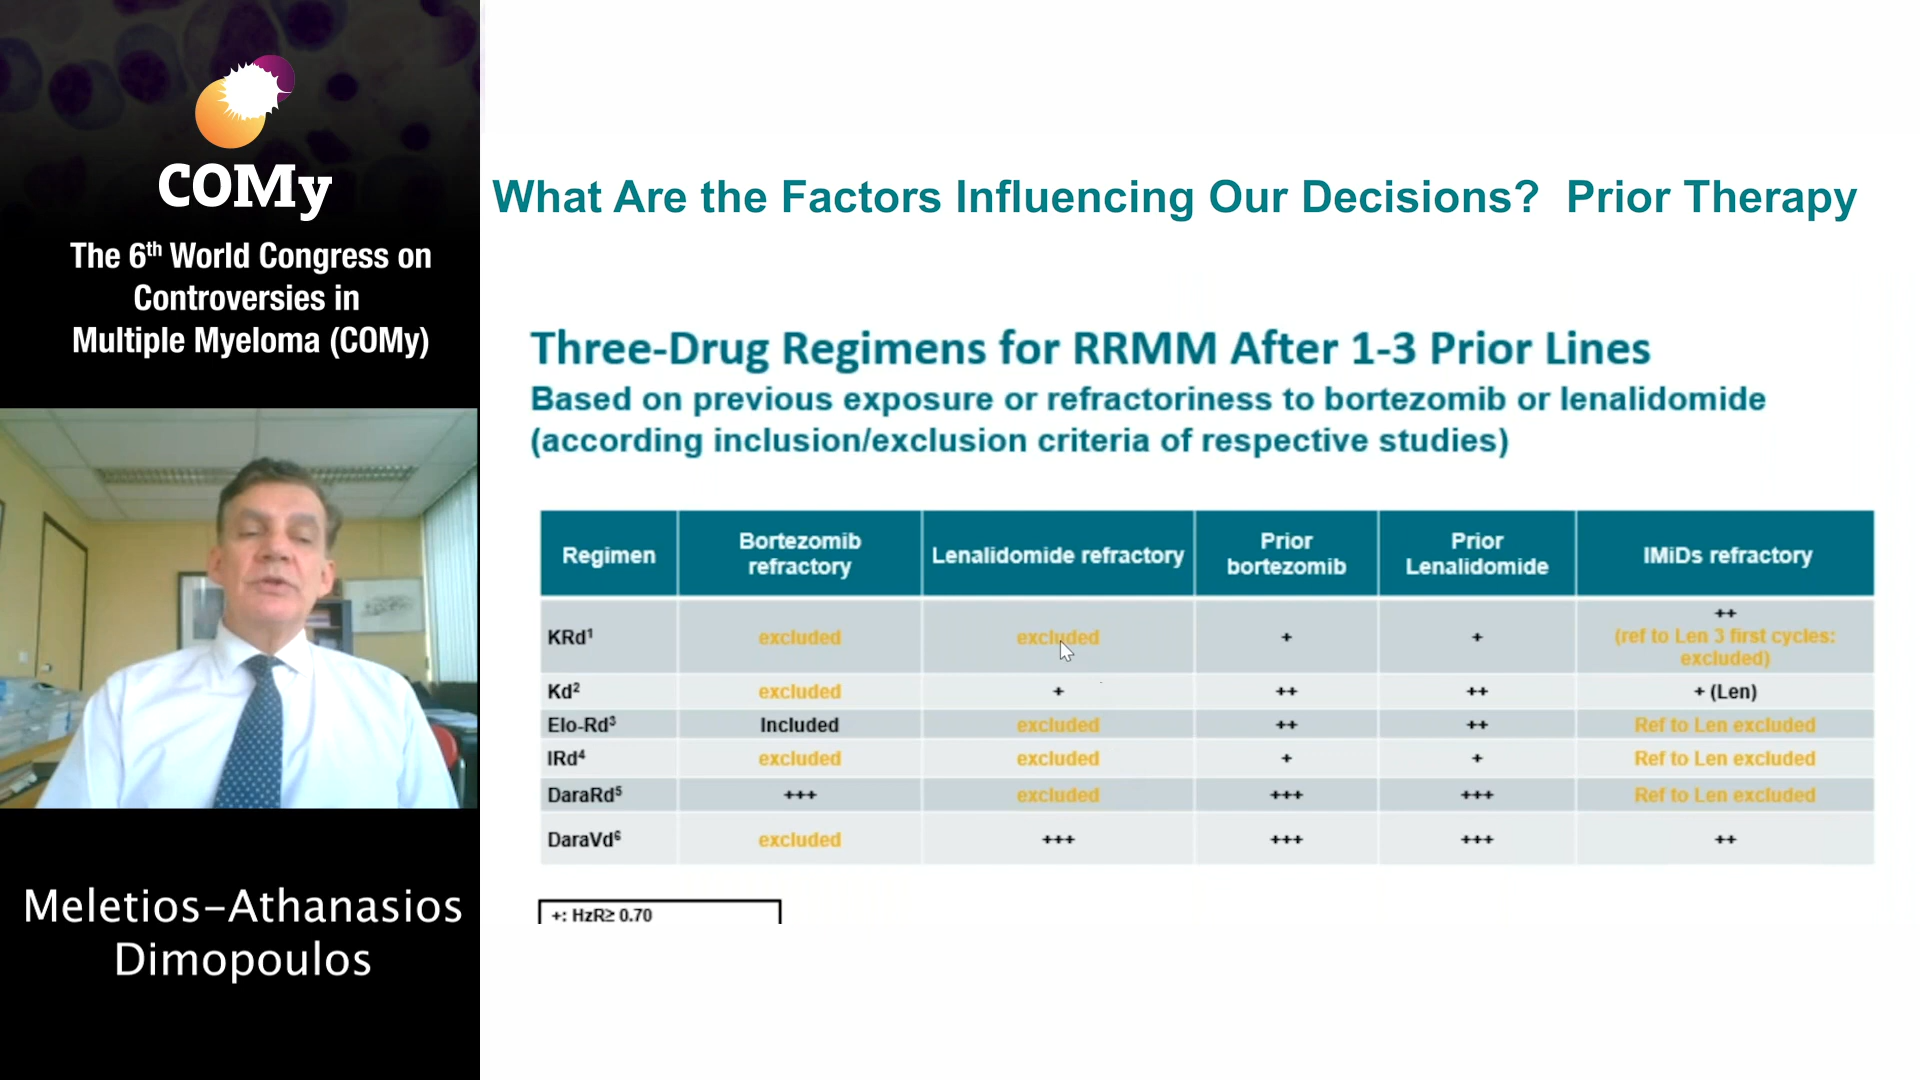 COMy
The 6th World Congress on
Controversies in
Multiple Myeloma (COMy)
Meletios-Athanasios
Dimopoulos
What Are the Factors Influencing Our Decisions? Prior Therapy
Three-Drug Regimens for RRMM After 1-3 Prior Lines
Based on previous exposure or refractoriness to bortezomib or lenalidomide
(according inclusion/exclusion criteria of respective studies)
Regimen Bortezomib refractory Lenalidomide refractory Prior bortezomib Prior Lenalidomide IMiDs refractory
KRd¹ excluded excluded + + ++ (ref to Len 3 first cycles: excluded)
Kd² excluded + ++ ++ + (Len)
Elo-Rd³ Included excluded ++ ++ Ref to Len excluded
IRd⁴ excluded excluded + + Ref to Len excluded
DaraRd⁵ +++ excluded +++ +++ Ref to Len excluded
DaraVd⁶ excluded +++ +++ +++ ++
+: HzR≥ 0.70